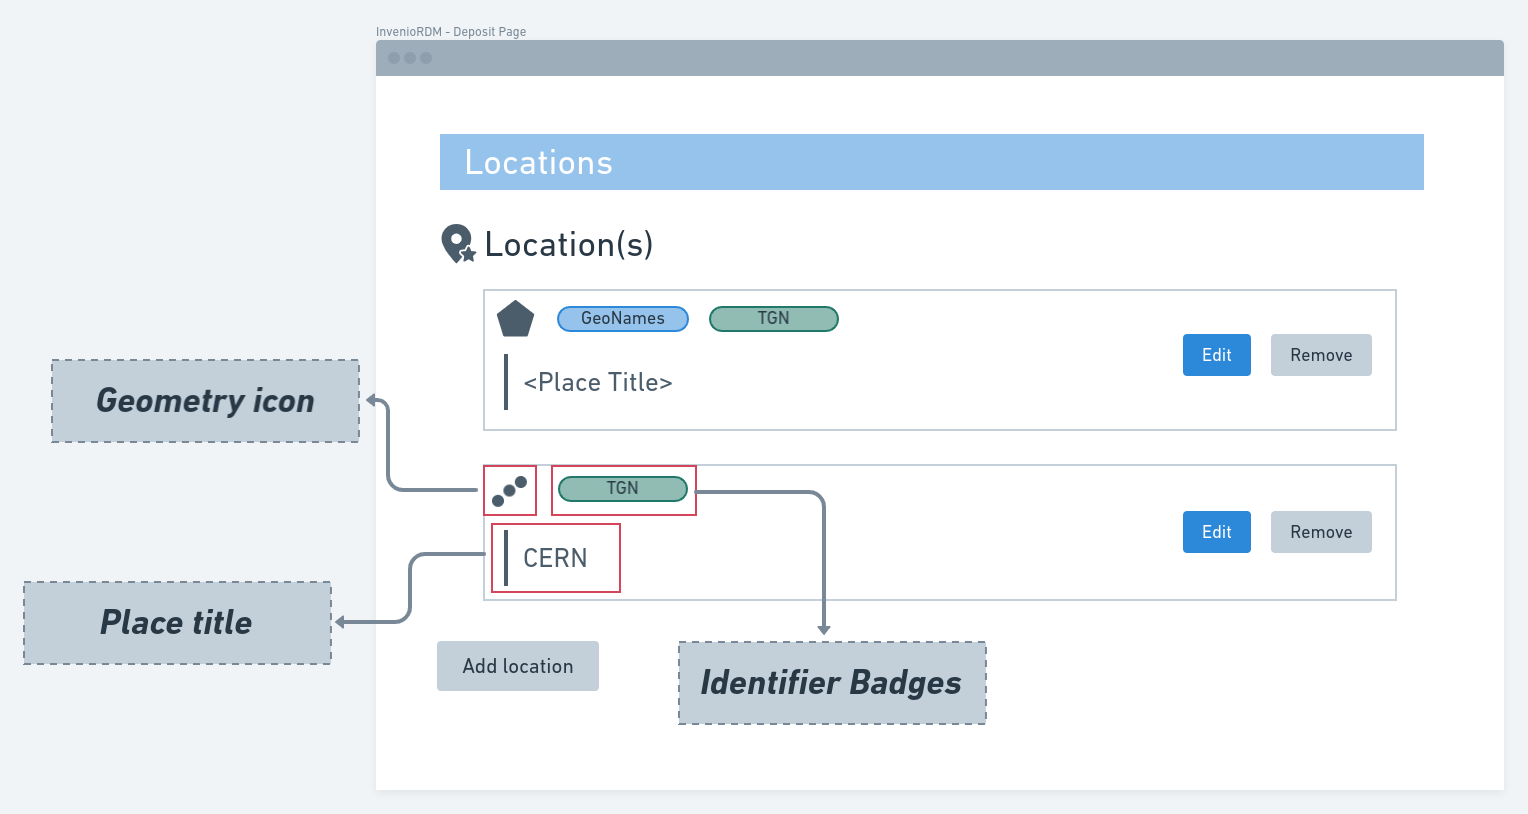 InvenioRDM - Deposit Page
Locations
Location(s)
GeoNames
TGN
<Place Title>
Edit
Remove
Geometry icon
TGN
CERN
Edit
Remove
Place title
Add location
Identifier Badges